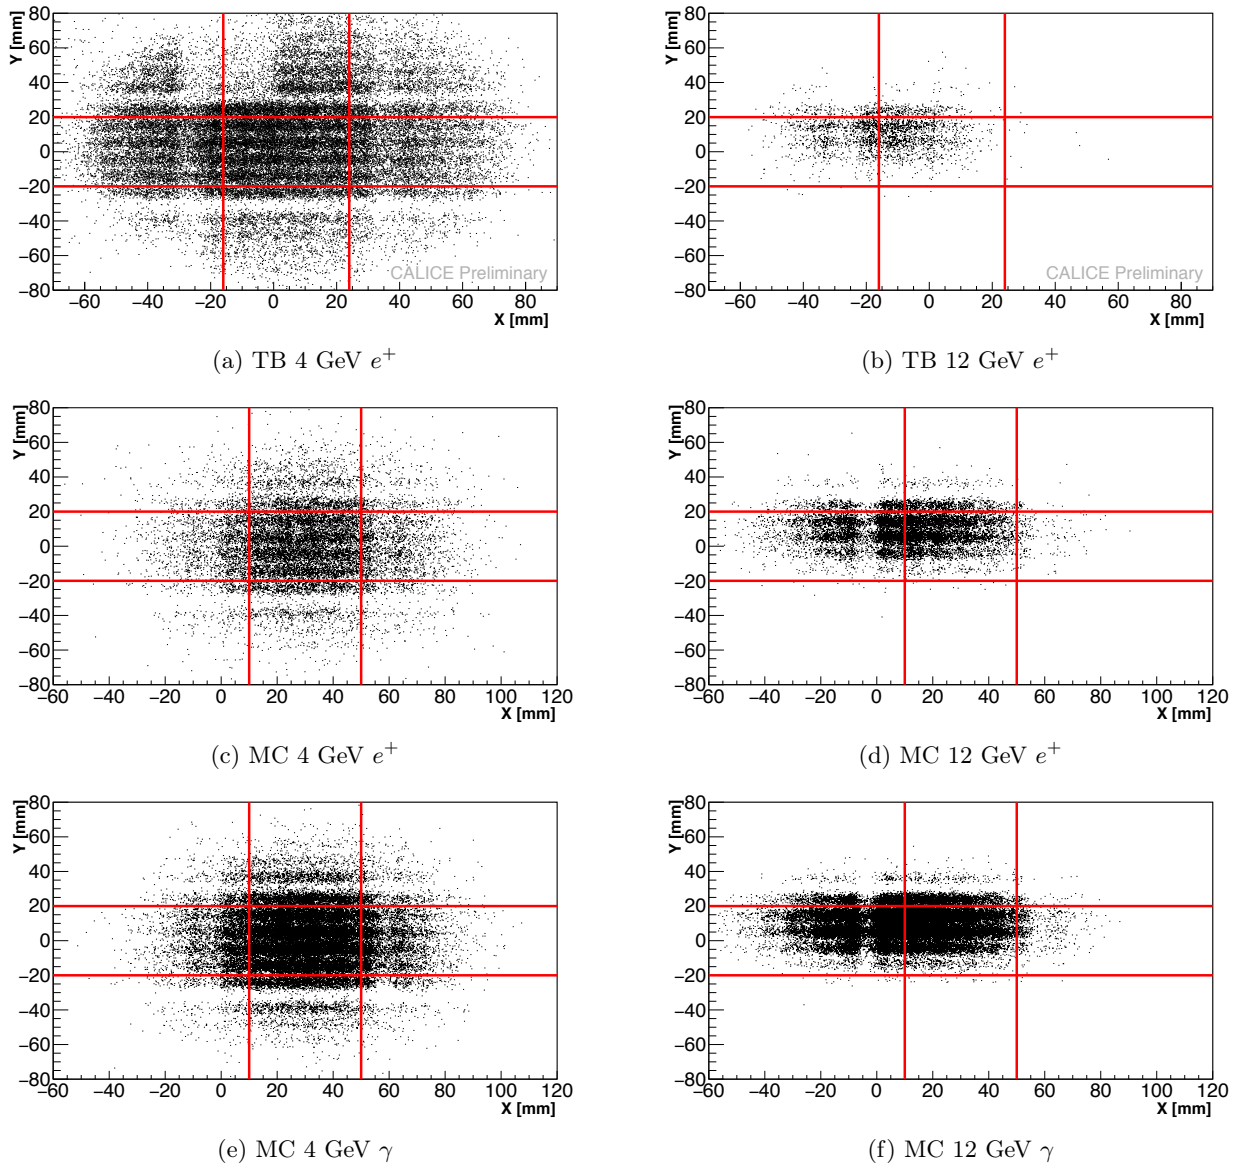 80
60
40
20
0
−20
−40
−60
−80
Y [mm]
−60 −40 −20 0 20 40 60 80
X [mm]
CALICE Preliminary
(a) TB 4 GeV e⁺
80
60
40
20
0
−20
−40
−60
−80
Y [mm]
−60 −40 −20 0 20 40 60 80
X [mm]
CALICE Preliminary
(b) TB 12 GeV e⁺
80
60
40
20
0
−20
−40
−60
−80
Y [mm]
−60 −40 −20 0 20 40 60 80 100 120
X [mm]
(c) MC 4 GeV e⁺
80
60
40
20
0
−20
−40
−60
−80
Y [mm]
−60 −40 −20 0 20 40 60 80 100 120
X [mm]
(d) MC 12 GeV e⁺
80
60
40
20
0
−20
−40
−60
−80
Y [mm]
−60 −40 −20 0 20 40 60 80 100 120
X [mm]
(e) MC 4 GeV γ
80
60
40
20
0
−20
−40
−60
−80
Y [mm]
−60 −40 −20 0 20 40 60 80 100 120
X [mm]
(f) MC 12 GeV γ